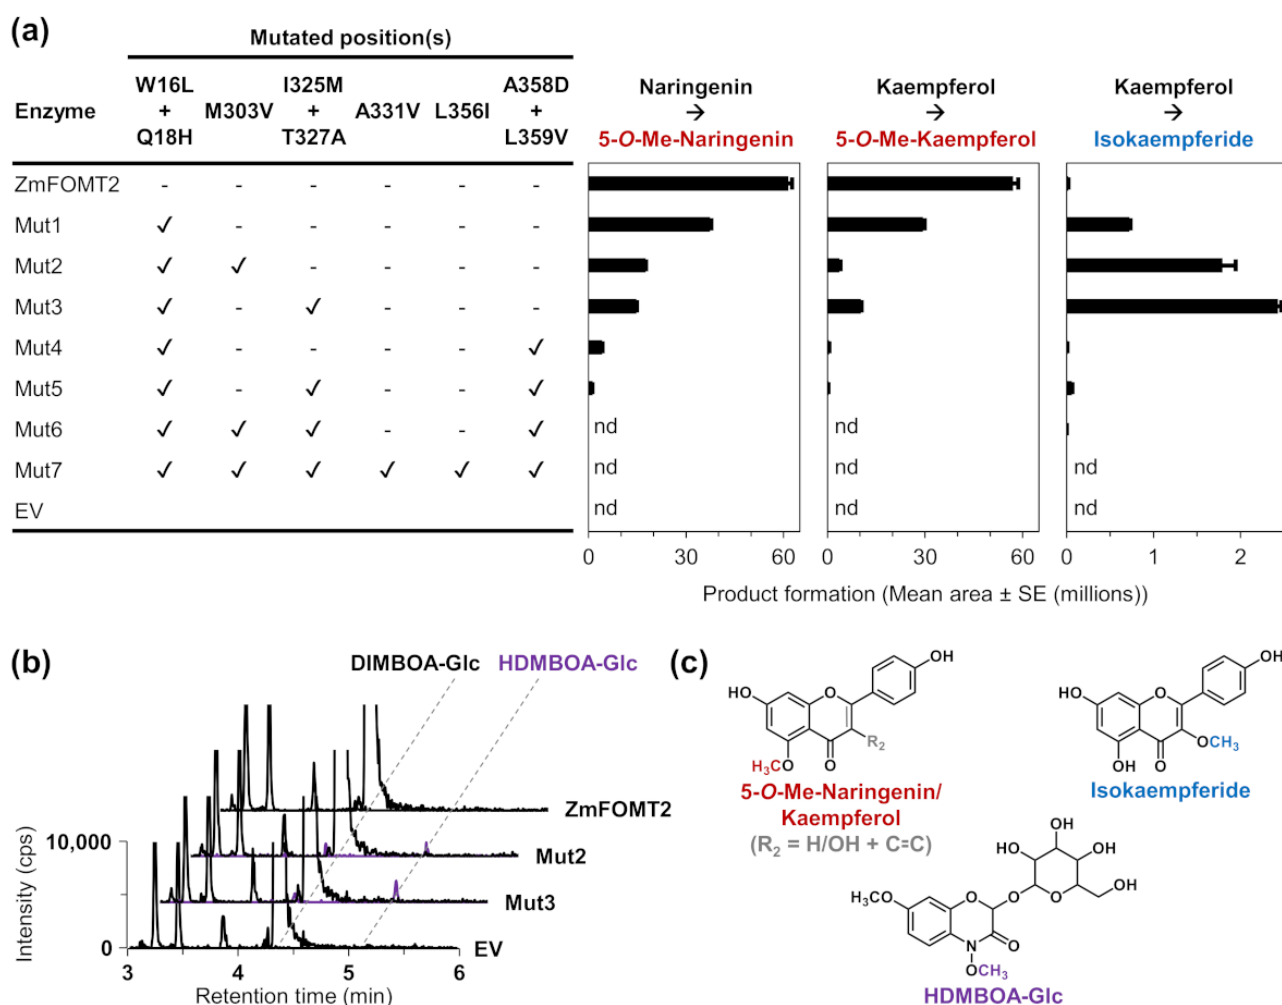 (a)
Mutated position(s)
Enzyme
W16L + Q18H
M303V
I325M + T327A
A331V
L356I
A358D + L359V
Naringenin → 5-O-Me-Naringenin
Kaempferol → 5-O-Me-Kaempferol
Kaempferol → Isokaempferide
ZmFOMT2 - - - - - -
Mut1 ✓ - - - - -
Mut2 ✓ ✓ - - - -
Mut3 ✓ - ✓ - - -
Mut4 ✓ - - - - ✓
Mut5 ✓ - ✓ - - ✓
Mut6 ✓ ✓ ✓ - - ✓ nd nd
Mut7 ✓ ✓ ✓ ✓ ✓ ✓ nd nd nd
EV nd nd nd
0 30 60 0 30 60 0 1 2
Product formation (Mean area ± SE (millions))
(b)
DIMBOA-Glc HDMBOA-Glc
ZmFOMT2
Mut2
Mut3
EV
10,000
0
Intensity (cps)
3 4 5 6
Retention time (min)
(c)
OH
HO
O
R2
H3C
O
O
5-O-Me-Naringenin/
Kaempferol
(R2 = H/OH + C=C)
OH
HO
O
OCH3
OH
O
Isokaempferide
OH
HO
OH
O
OH
H3CO
O
O
N
O
OCH3
HDMBOA-Glc